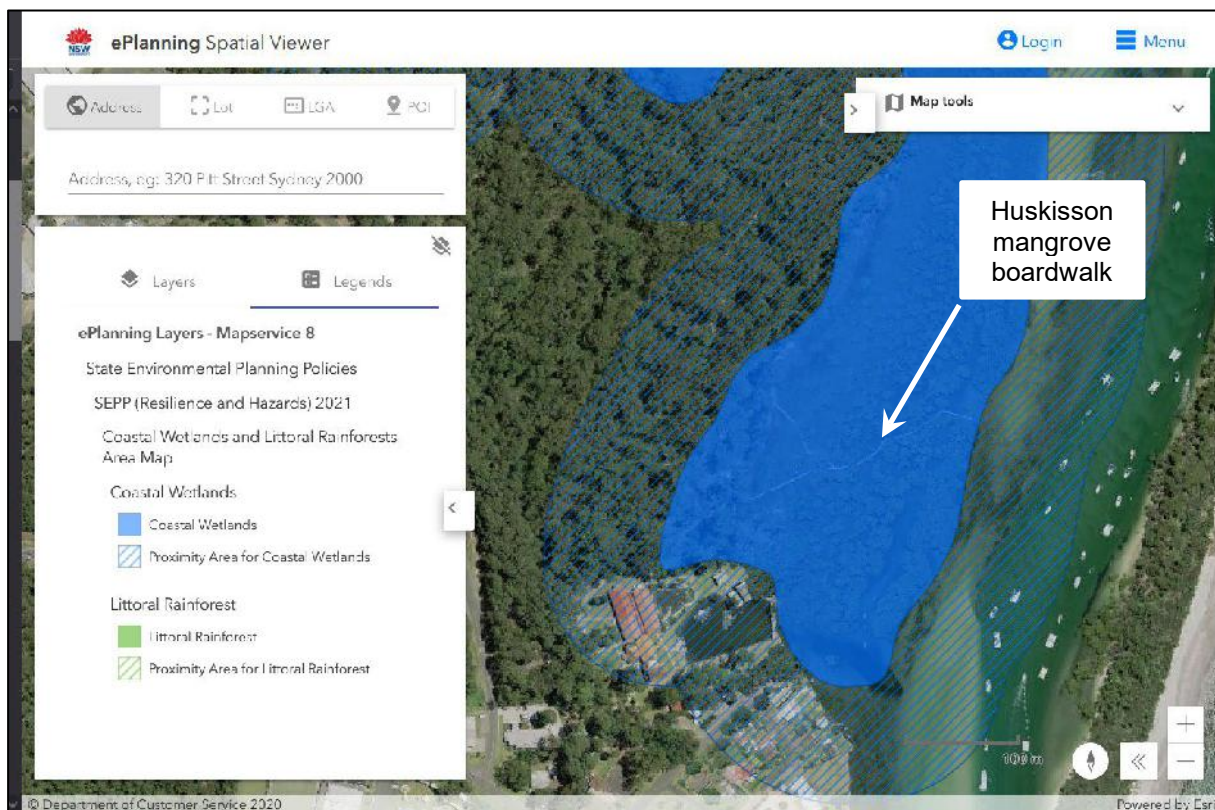 NSW
ePlanning Spatial Viewer
Login
Menu
Address
Lot
LGA
POI
Map tools
Address, eg: 320 Pitt Street Sydney 2000
Huskisson
mangrove
boardwalk
Layers
Legends
ePlanning Layers - Mapservice 8
State Environmental Planning Policies
SEPP (Resilience and Hazards) 2021
Coastal Wetlands and Littoral Rainforests
Area Map
Coastal Wetlands
Coastal Wetlands
Proximity Area for Coastal Wetlands
Littoral Rainforest
Littoral Rainforest
Proximity Area for Littoral Rainforest
100 m
© Department of Customer Service 2020
Powered by Esri